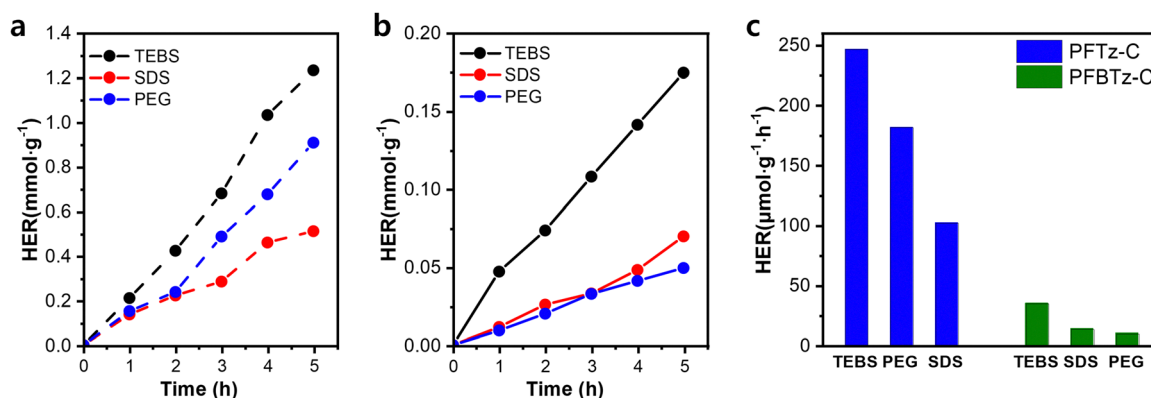 a
HER(mmol·g⁻¹)
1.4
1.2
1.0
0.8
0.6
0.4
0.2
0.0
TEBS
SDS
PEG
0 1 2 3 4 5
Time (h)
b
HER(mmol·g⁻¹)
0.20
0.15
0.10
0.05
0.00
TEBS
SDS
PEG
0 1 2 3 4 5
Time (h)
c
HER(μmol·g⁻¹·h⁻¹)
250
200
150
100
50
0
PFTz-C
PFBTz-C
TEBS PEG SDS TEBS SDS PEG